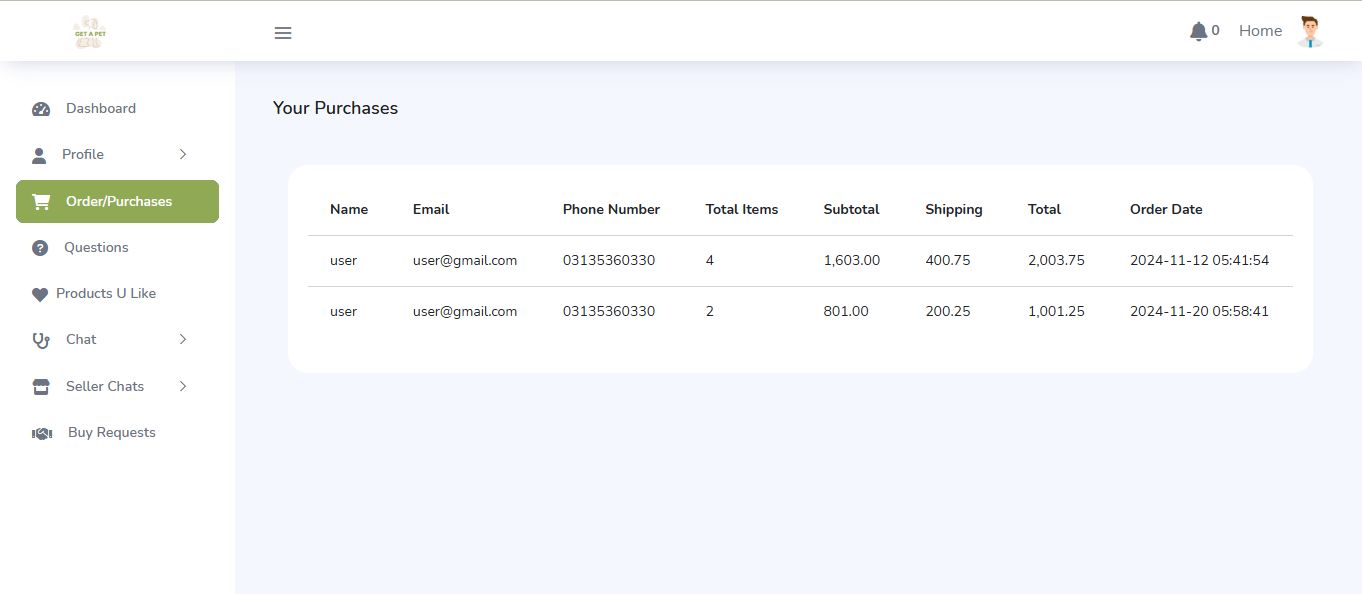 GET A PET
0 Home
Dashboard
Profile
Order/Purchases
Questions
Products U Like
Chat
Seller Chats
Buy Requests
Your Purchases
Name Email Phone Number Total Items Subtotal Shipping Total Order Date
user user@gmail.com 03135360330 4 1,603.00 400.75 2,003.75 2024-11-12 05:41:54
user user@gmail.com 03135360330 2 801.00 200.25 1,001.25 2024-11-20 05:58:41